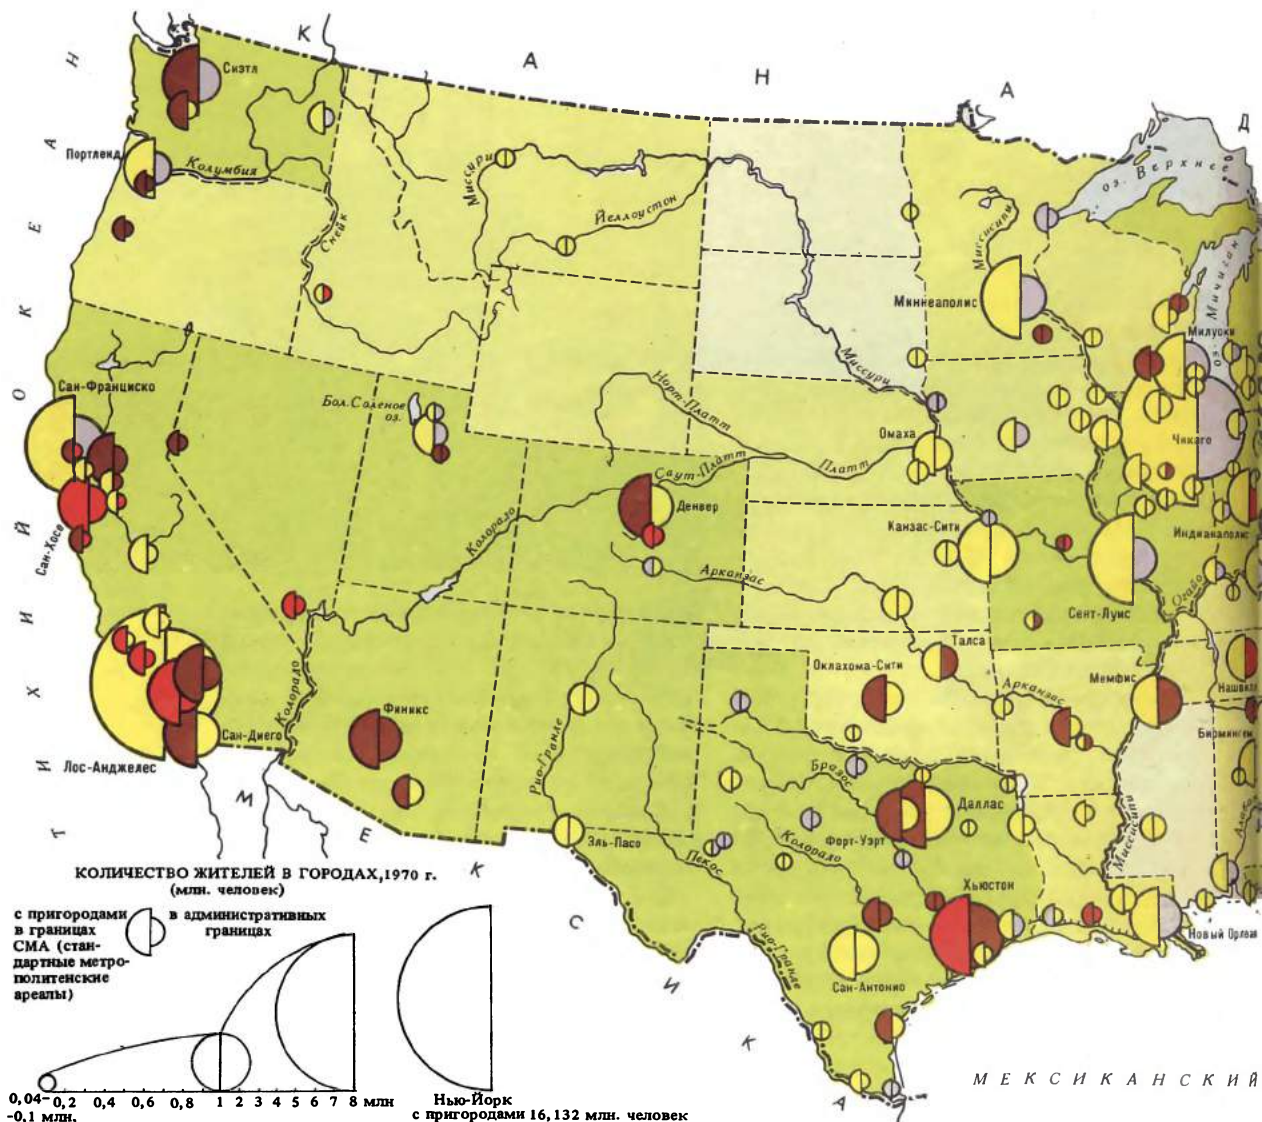 К А Н А Д
Т И Х И Й О К Е А Н
М Е К С И К А
МЕКСИКАНСКИЙ
Сиэтл
Портленд
Колумбия
Снейк
Миссури
Йеллоустон
Миссисипи
оз. Верхнее
оз. Мичиган
Миннеаполис
Милуоки
Чикаго
Миссури
Сан-Франциско
Бол. Соленое
оз.
Норт-Платт
Саут-Платт
Платт
Омаха
Денвер
Сан-Хосе
Колорадо
Арканзас
Канзас-Сити
Сент-Луис
Индианаполис
Огайо
Талса
Оклахома-Сити
Арканзас
Мемфис
Нашвилл
Бирмингем
Колорадо
Финикс
Сан-Диего
Лос-Анджелес
Рио-Гранде
Эль-Пасо
Пекос
Бразос
Колорадо
Форт-Уэрт
Даллас
Миссисипи
Хьюстон
Сан-Антонио
Рио-Гранде
Новый Орлеан
КОЛИЧЕСТВО ЖИТЕЛЕЙ В ГОРОДАХ,1970 г.
(млн. человек)
с пригородами
в границах
СМА (стан-
дартные метро-
политенские
ареалы)
в административных
границах
0,04-
-0,1 млн,
0,2 0,4 0,6 0,8 1 2 3 4 5 6 7 8 млн
Нью-Йорк
с пригородами 16,132 млн. человек